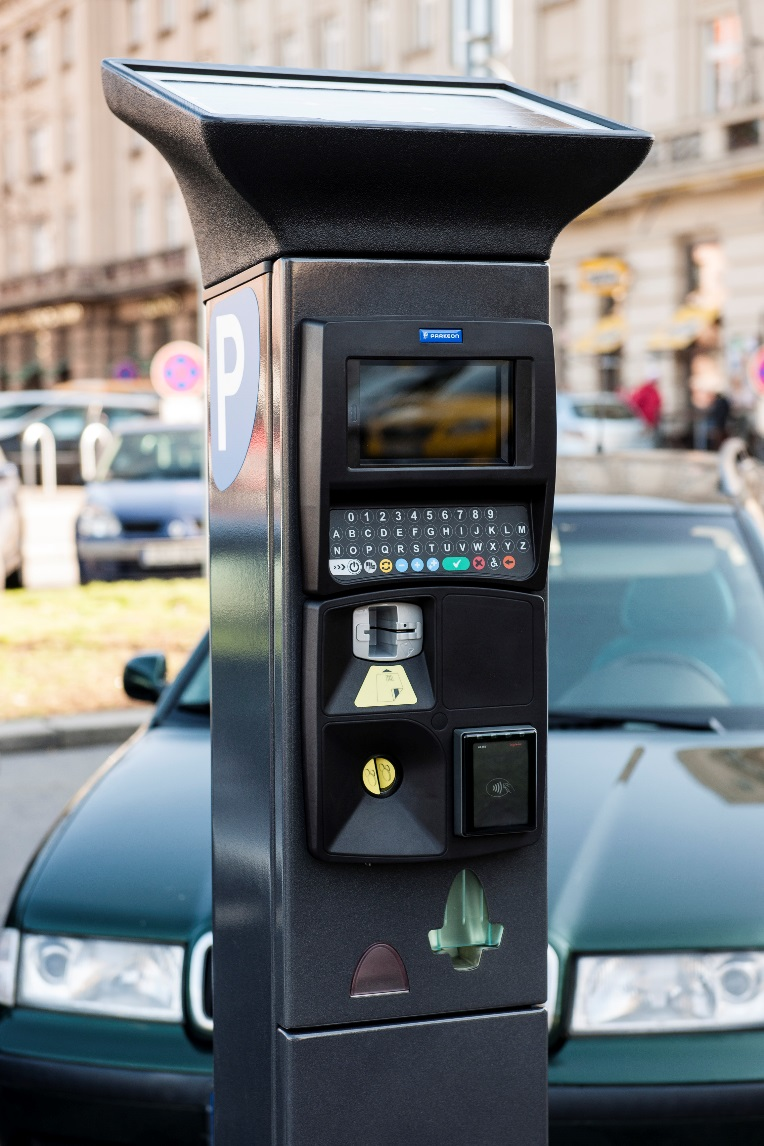 PARKEON
P
0 1 2 3 4 5 6 7 8 9
A B C D E F G H I J K L M
N O P Q R S T U V W X Y Z